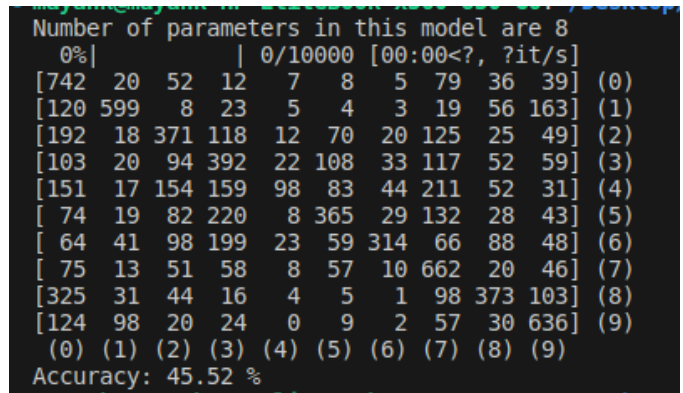 Number of parameters in this model are 8
0%| | 0/10000 [00:00<?, ?it/s]
[742 20 52 12 7 8 5 79 36 39] (0)
[120 599 8 23 5 4 3 19 56 163] (1)
[192 18 371 118 12 70 20 125 25 49] (2)
[103 20 94 392 22 108 33 117 52 59] (3)
[151 17 154 159 98 83 44 211 52 31] (4)
[ 74 19 82 220 8 365 29 132 28 43] (5)
[ 64 41 98 199 23 59 314 66 88 48] (6)
[ 75 13 51 58 8 57 10 662 20 46] (7)
[325 31 44 16 4 5 1 98 373 103] (8)
[124 98 20 24 0 9 2 57 30 636] (9)
(0) (1) (2) (3) (4) (5) (6) (7) (8) (9)
Accuracy: 45.52 %